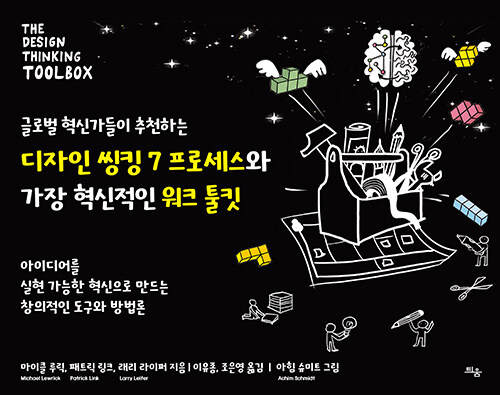 THE
DESIGN
THINKING
TOOLBOX
글로벌 혁신가들이 추천하는
디자인 씽킹 7 프로세스와
가장 혁신적인 워크 툴킷
아이디어를
실현 가능한 혁신으로 만드는
창의적인 도구와 방법론
마이클 루릭, 패트릭 링크, 래리 라이퍼 지음 | 이유종, 조은영 옮김 | 아힘 슈미트 그림
Michael Lewrick Patrick Link Larry Leifer Achim Schmidt
틔움